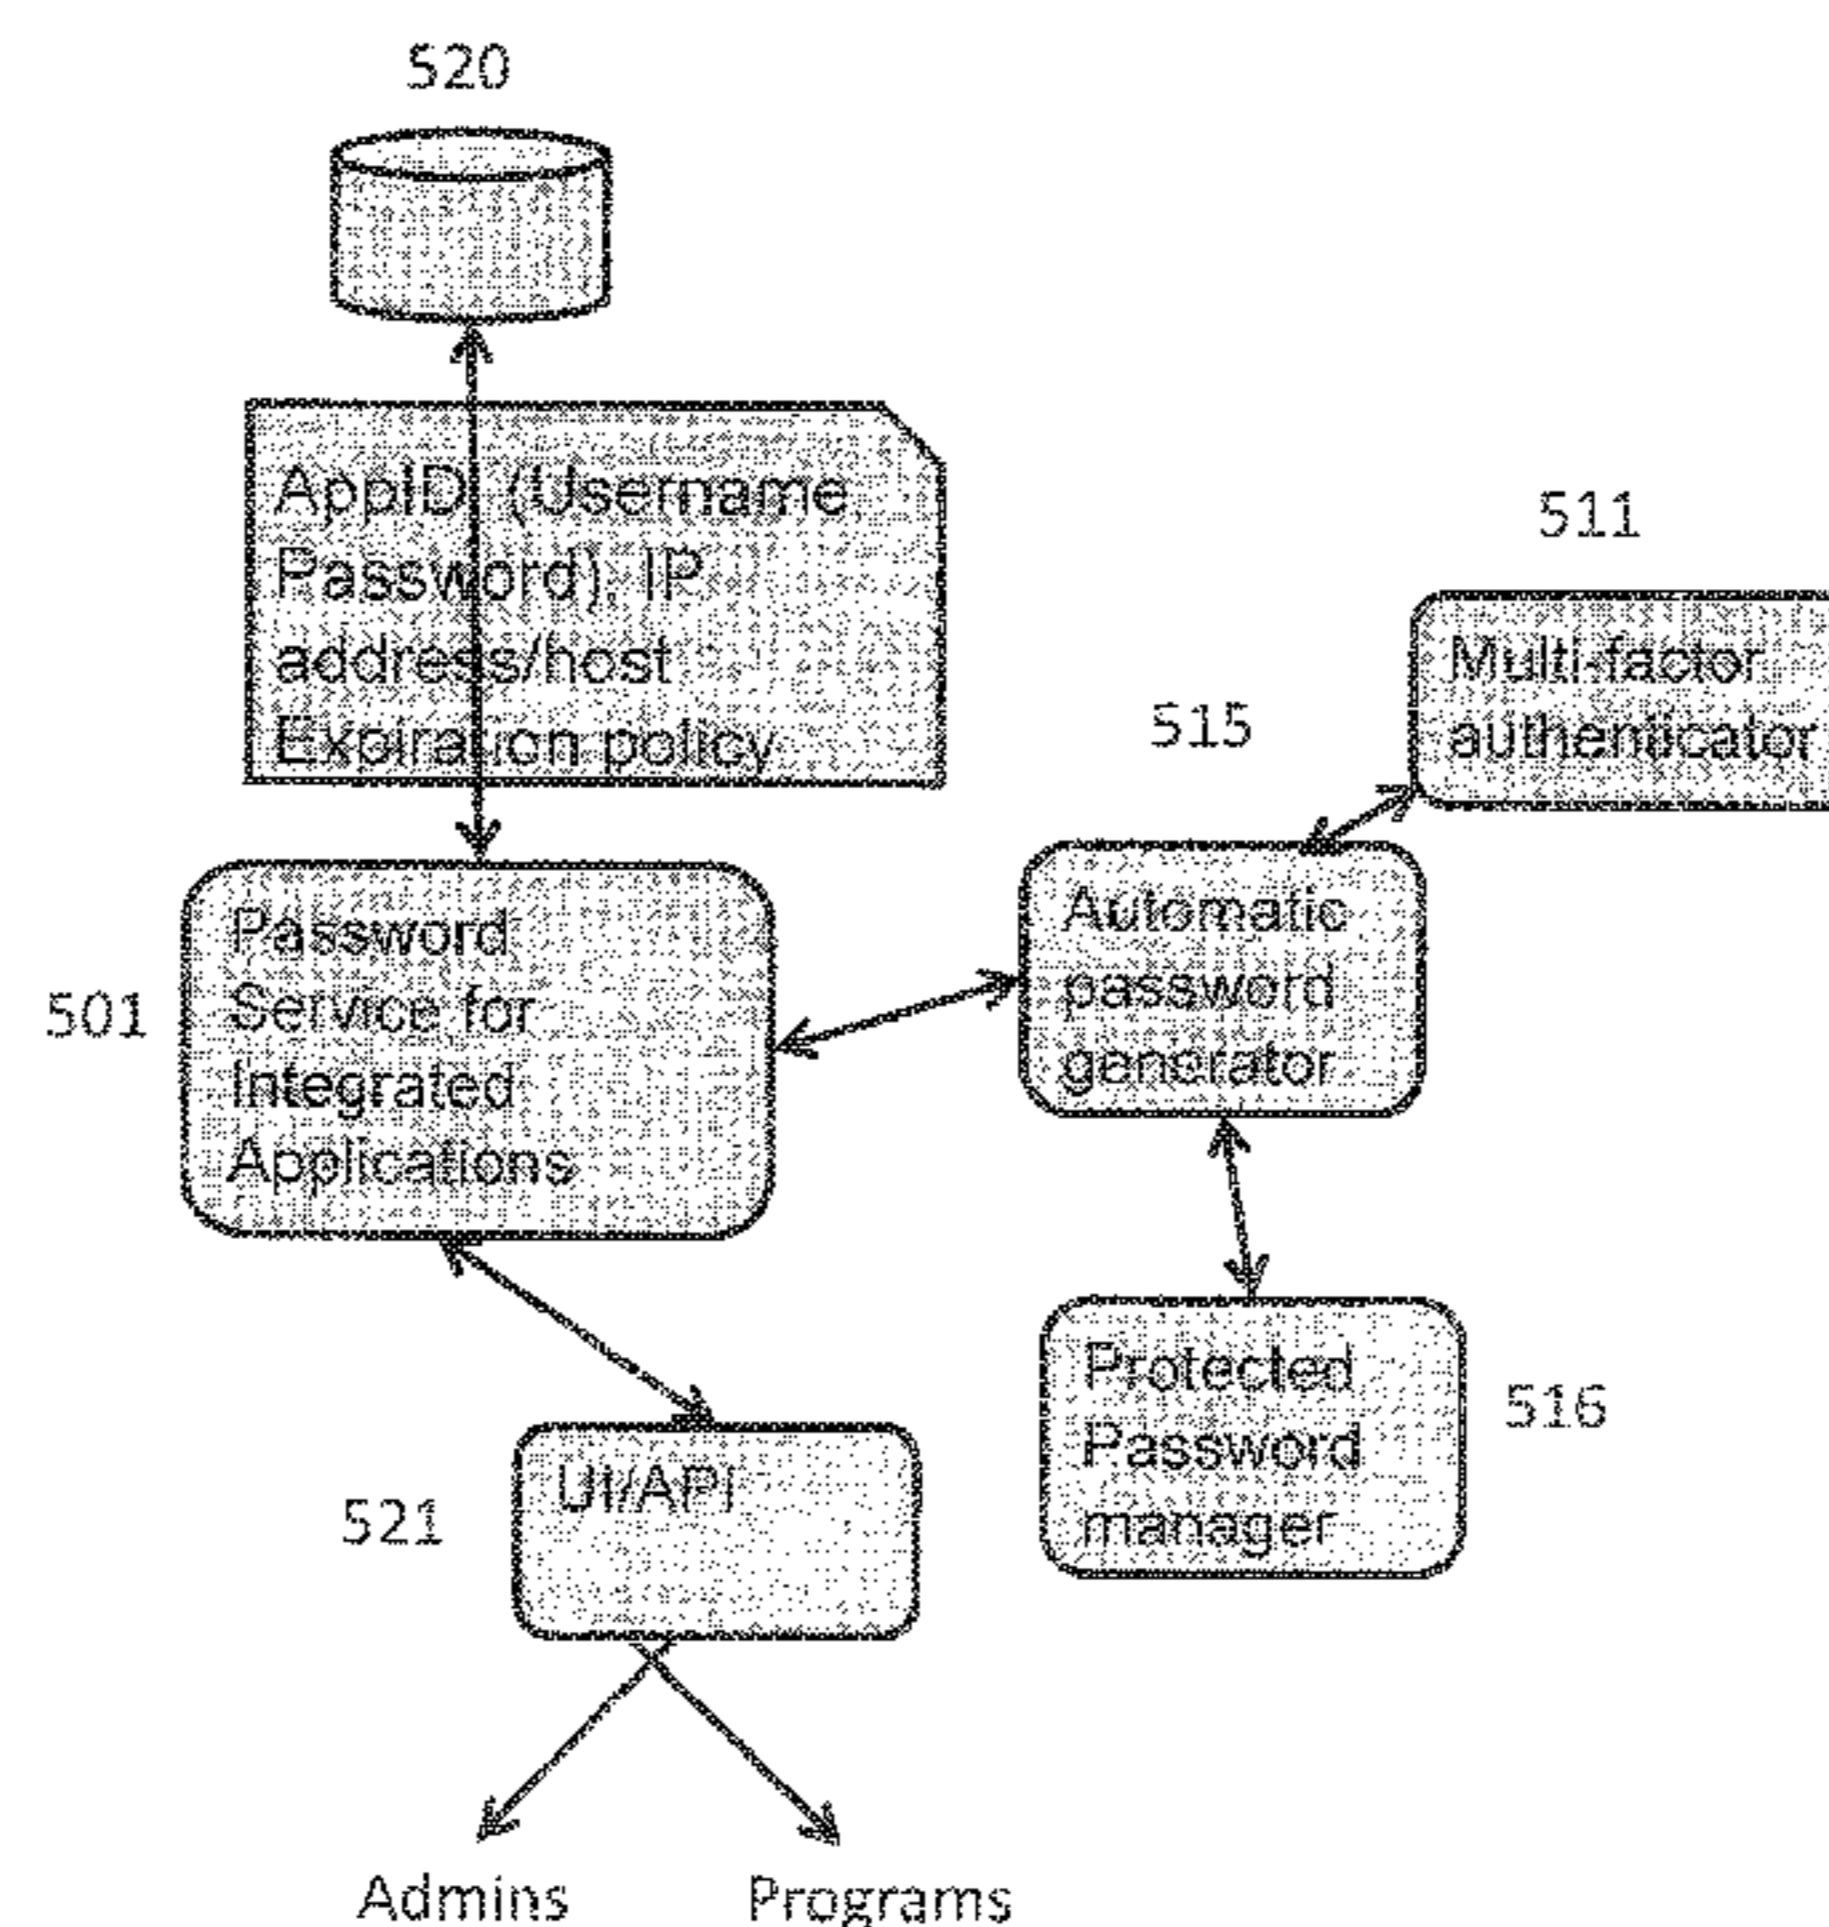 520
AppID, (Username,
Password), IP
address/host
Expiration policy
511
Multi-factor
authenticator
515
Automatic
password
generator
501
Password
Service for
Integrated
Applications
Protected
Password
manager
516
UI/API
521
Admins
Programs